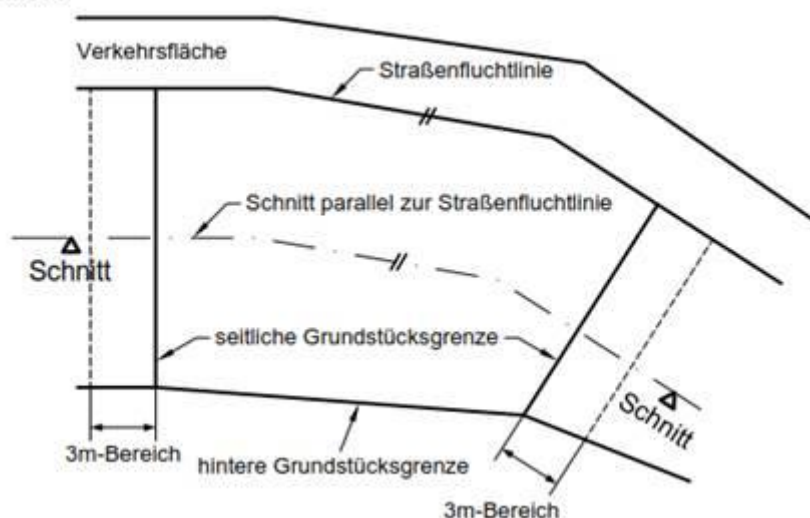 Verkehrsfläche
Straßenfluchtlinie
Schnitt parallel zur Straßenfluchtlinie
Schnitt
seitliche Grundstücksgrenze
Schnitt
3m-Bereich
hintere Grundstücksgrenze
3m-Bereich